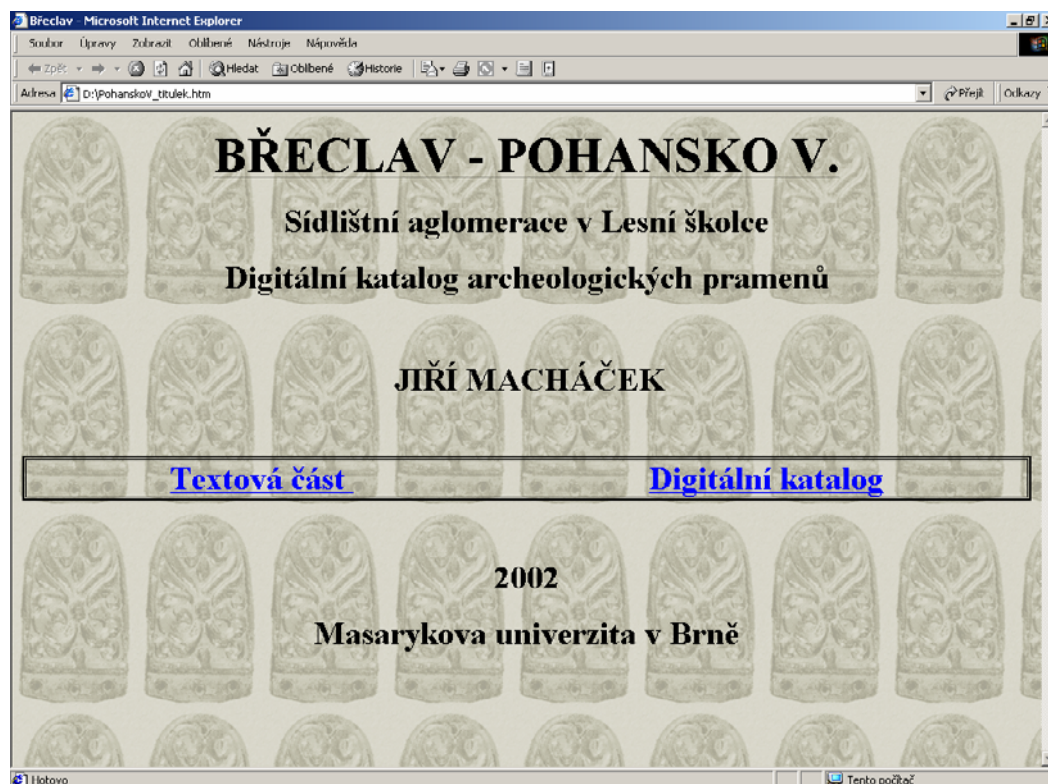 Břeclav - Microsoft Internet Explorer
Soubor Úpravy Zobrazit Oblíbené Nástroje Nápověda
Zpět Hledat Oblíbené Historie
Adresa D:\PohanskoV_titulek.htm Přejít Odkazy
BŘECLAV - POHANSKO V.
Sídlištní aglomerace v Lesní školce
Digitální katalog archeologických pramenů
JIŘÍ MACHÁČEK
Textová část Digitální katalog
2002
Masarykova univerzita v Brně
Hotovo Tento počítač